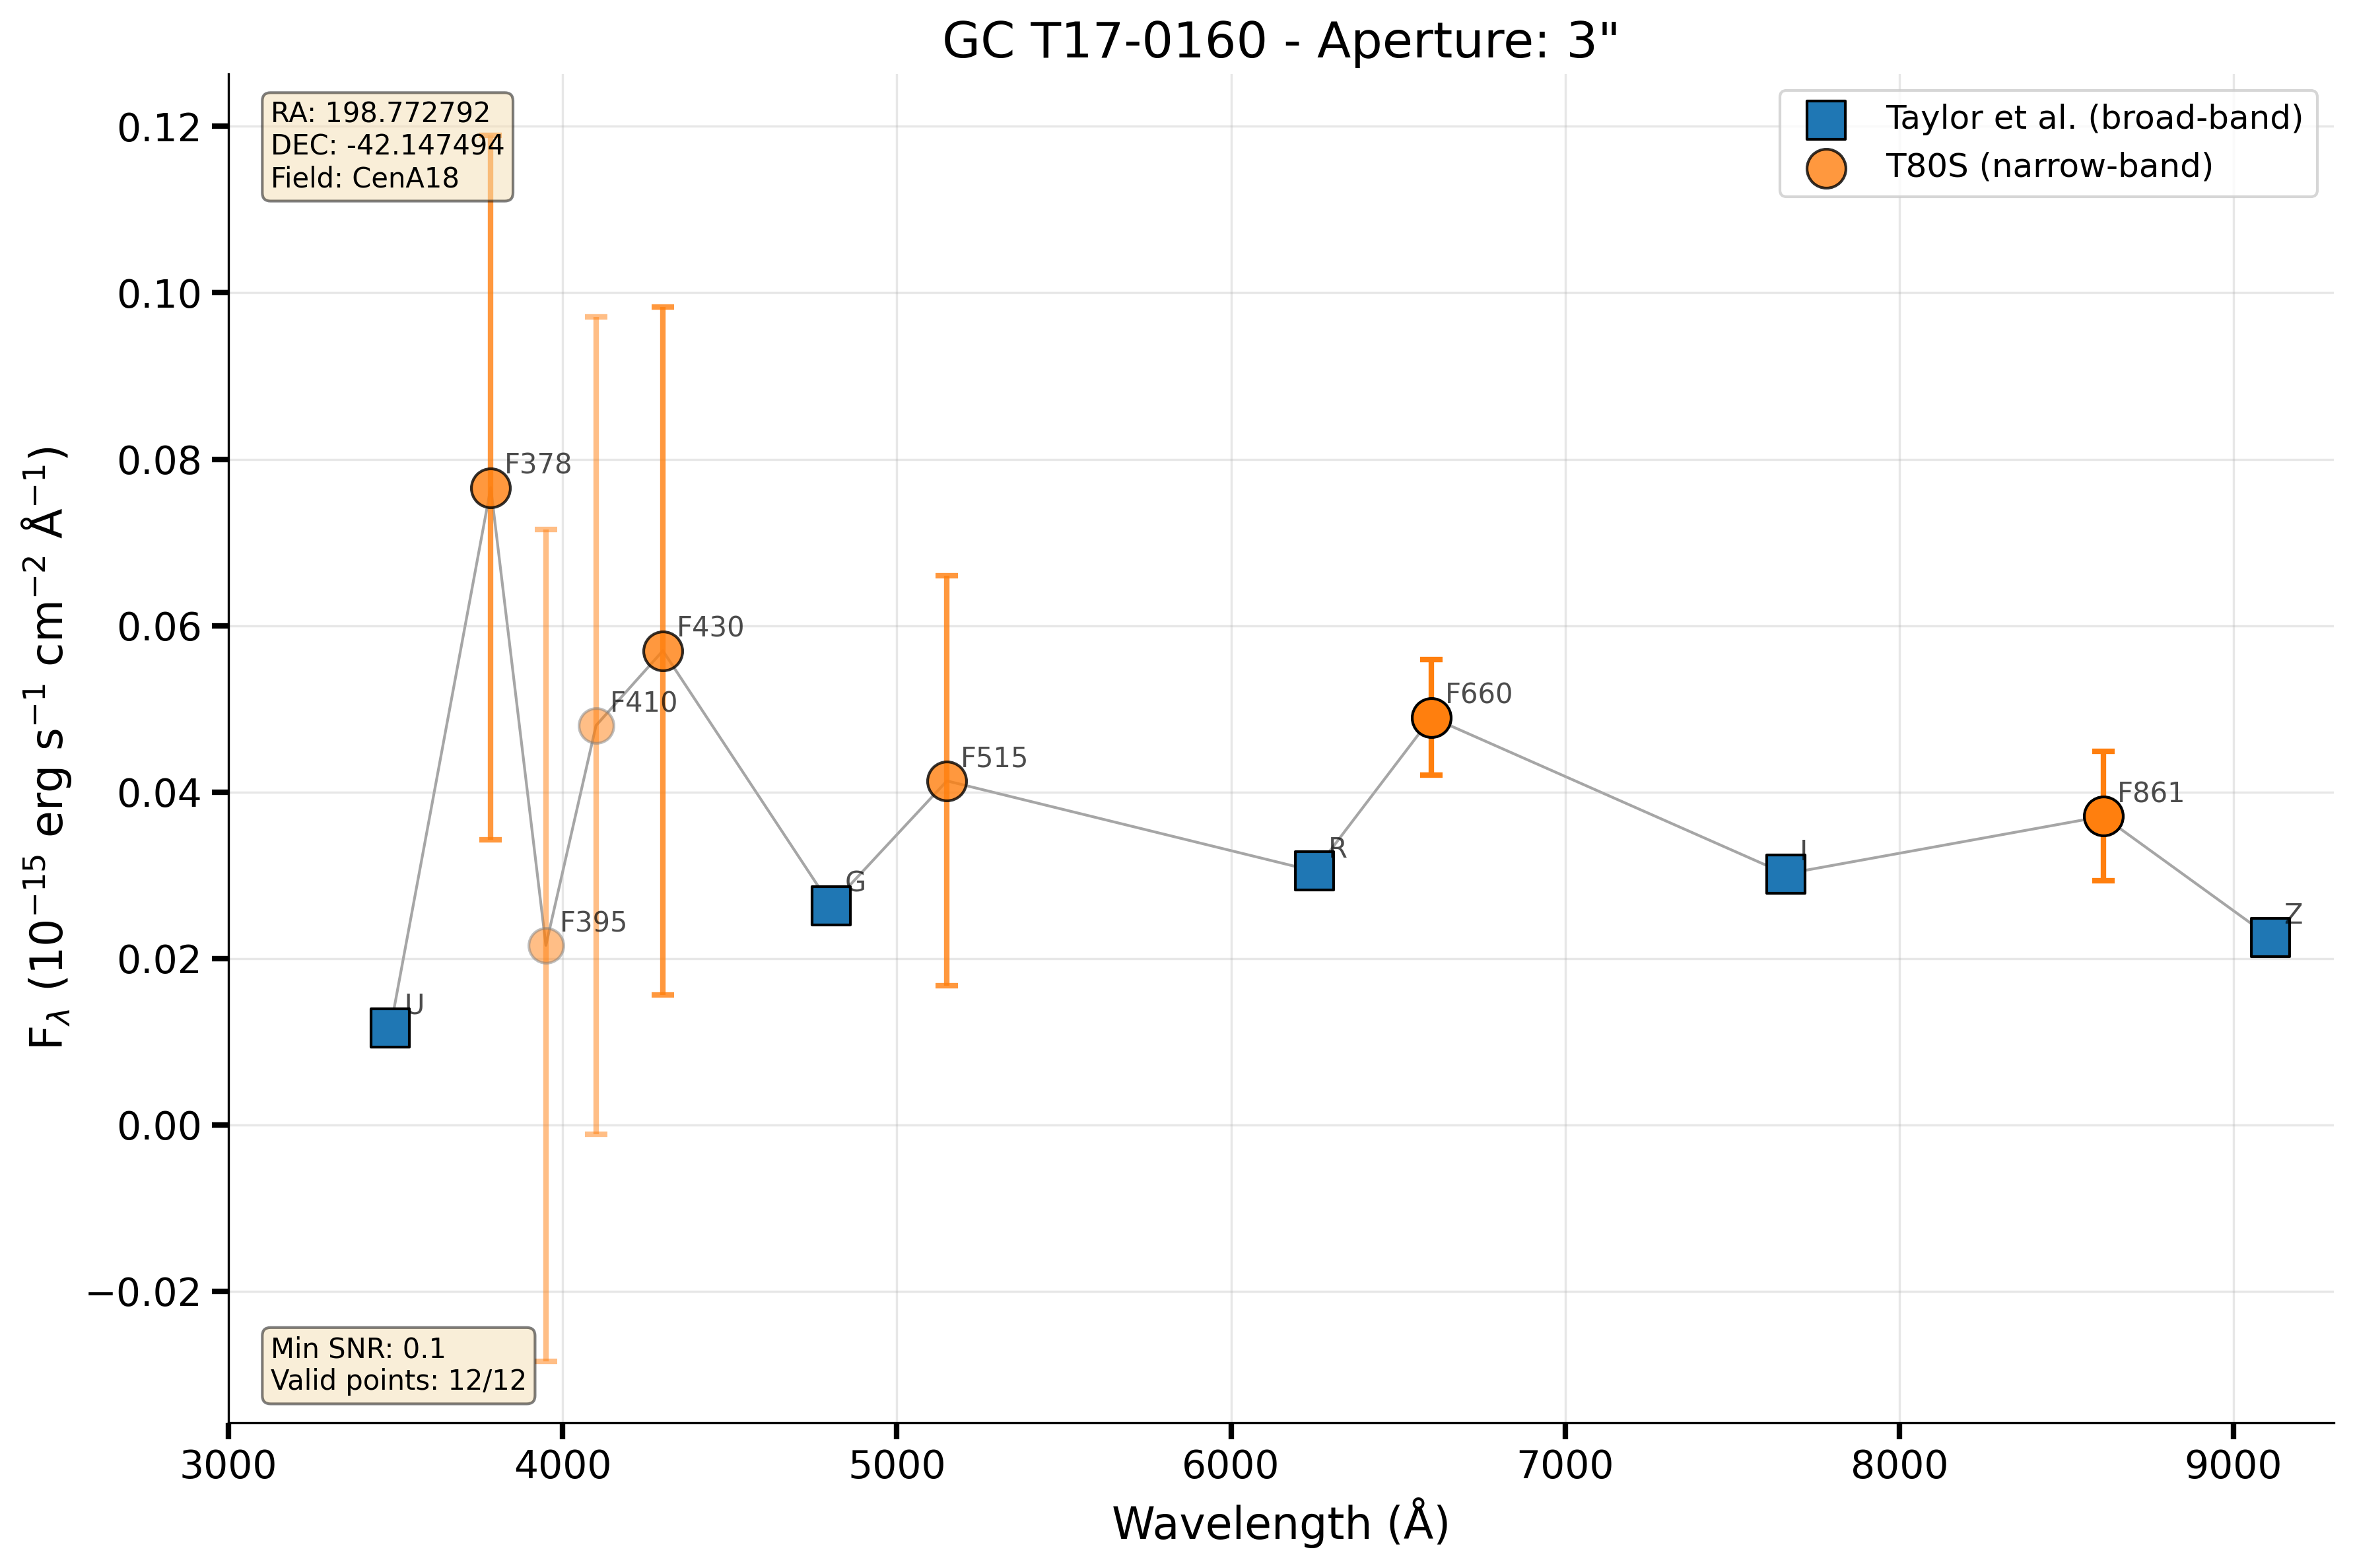 GC T17-0160 - Aperture: 3"
RA: 198.772792
DEC: -42.147494
Field: CenA18
Taylor et al. (broad-band)
T80S (narrow-band)
0.12
0.10
0.08
0.06
0.04
0.02
0.00
−0.02
F_λ (10⁻¹⁵ erg s⁻¹ cm⁻² Å⁻¹)
U
F378
F395
F410
F430
G
F515
R
F660
I
F861
Z
Min SNR: 0.1
Valid points: 12/12
3000 4000 5000 6000 7000 8000 9000
Wavelength (Å)